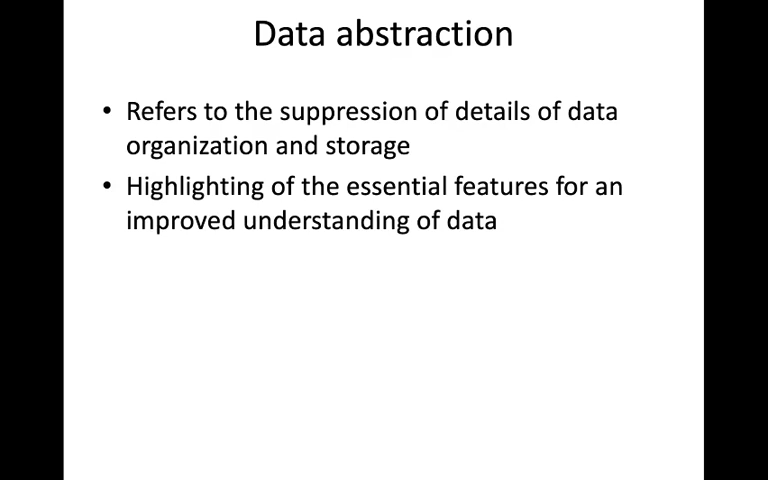 Data abstraction
• Refers to the suppression of details of data
organization and storage
• Highlighting of the essential features for an
improved understanding of data